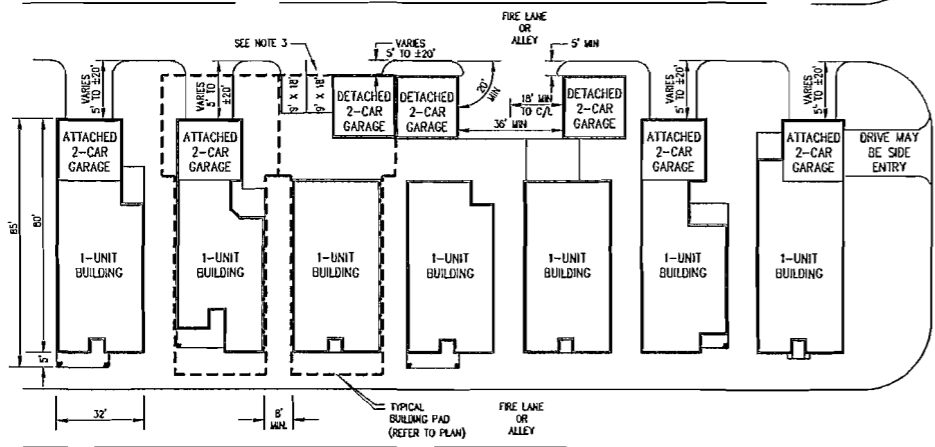 FIRE LANE
OR
ALLEY
SEE NOTE 3
VARIES
5' TO ±20'
5' MIN
VARIES
5' TO ±20'
VARIES
5' TO
±20'
9' X 18'
9' X 18'
20'
MIN
18' MIN
TO C/L
36' MIN
VARIES
5' TO ±20'
VARIES
5' TO ±20'
DETACHED
2-CAR
GARAGE
DETACHED
2-CAR
GARAGE
DETACHED
2-CAR
GARAGE
ATTACHED
2-CAR
GARAGE
ATTACHED
2-CAR
GARAGE
ATTACHED
2-CAR
GARAGE
ATTACHED
2-CAR
GARAGE
DRIVE MAY
BE SIDE
ENTRY
85'
80'
1-UNIT
BUILDING
1-UNIT
BUILDING
1-UNIT
BUILDING
1-UNIT
BUILDING
1-UNIT
BUILDING
1-UNIT
BUILDING
1-UNIT
BUILDING
5'
32'
8'
MIN.
TYPICAL
BUILDING PAD
(REFER TO PLAN)
FIRE LANE
OR
ALLEY